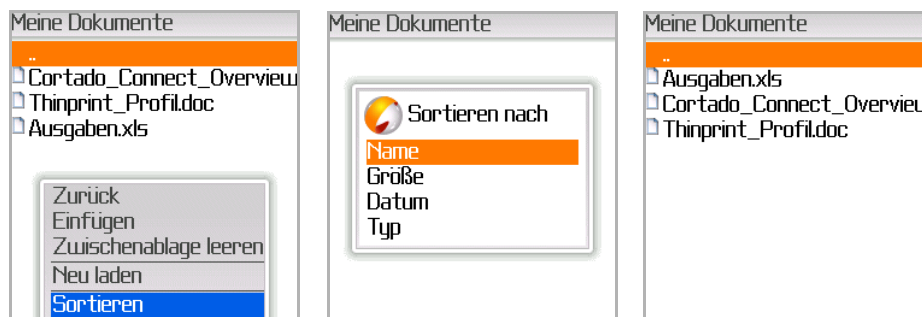 Meine Dokumente
..
Cortado_Connect_Overview
Thinprint_Profil.doc
Ausgaben.xls
Zurück
Einfügen
Zwischenablage leeren
Neu laden
Sortieren
Meine Dokumente
Sortieren nach
Name
Größe
Datum
Typ
Meine Dokumente
..
Ausgaben.xls
Cortado_Connect_Overview
Thinprint_Profil.doc